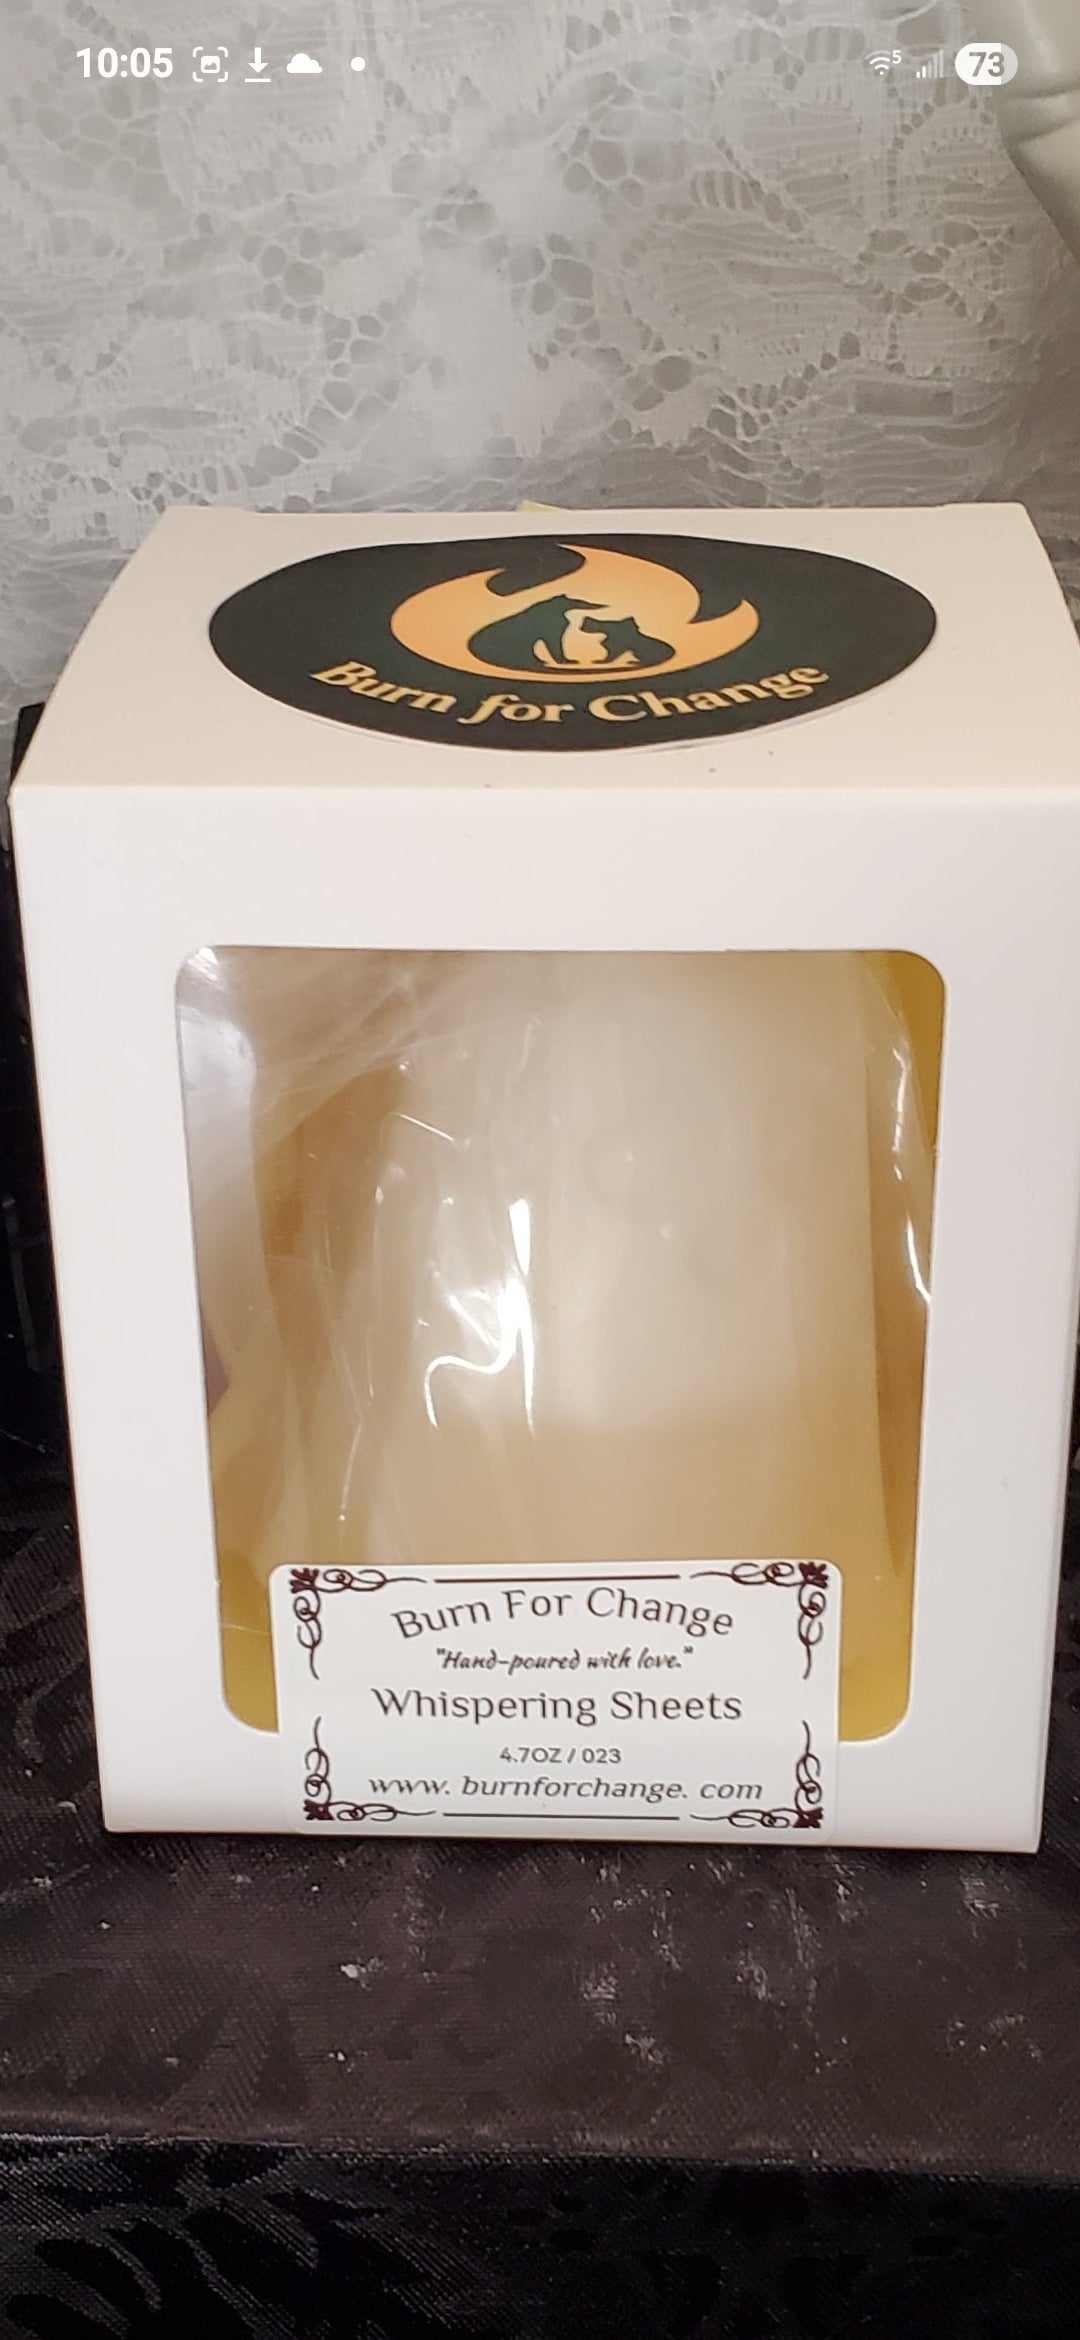 10:05
5
73
Burn for Change
Burn For Change
"Hand-poured with love."
Whispering Sheets
4.7OZ / 023
www. burnforchange. com